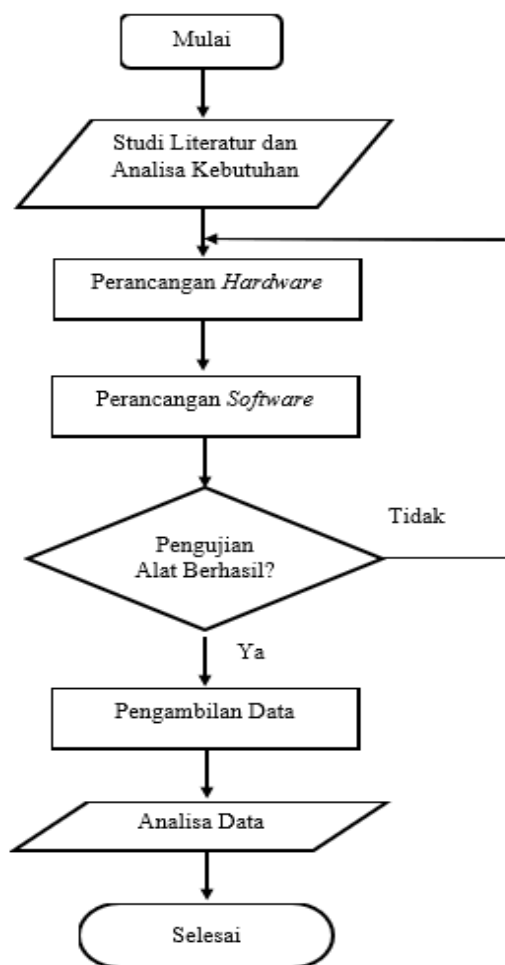 Mulai
Studi Literatur dan
Analisa Kebutuhan
Perancangan Hardware
Perancangan Software
Tidak
Pengujian
Alat Berhasil?
Ya
Pengambilan Data
Analisa Data
Selesai